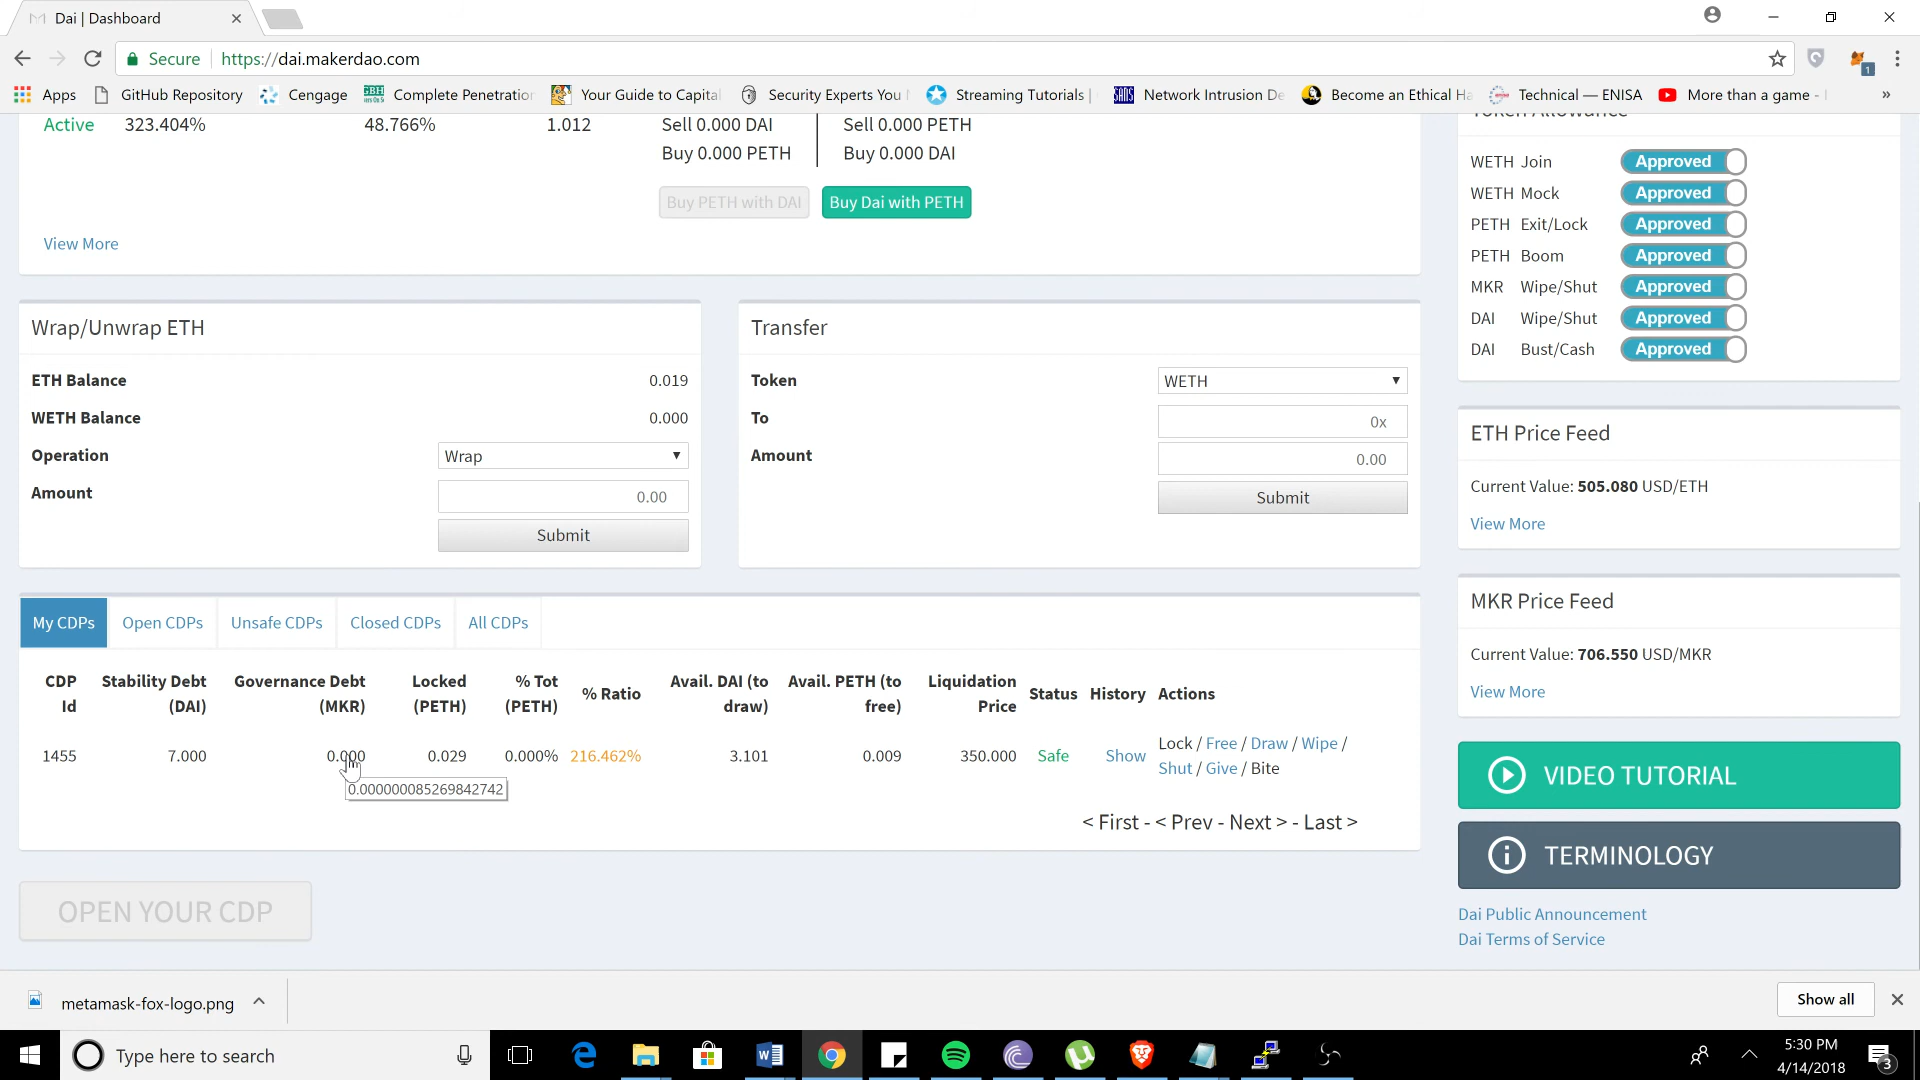 Dai | Dashboard
Secure https://dai.makerdao.com
1
Apps GitHub Repository Cengage Complete Penetration Your Guide to Capital Security Experts You Streaming Tutorials | Network Intrusion De Become an Ethical Ha Technical — ENISA More than a game - »
Active 323.404% 48.766% 1.012 Sell 0.000 DAI Sell 0.000 PETH
Buy 0.000 PETH Buy 0.000 DAI
Buy PETH with DAI Buy Dai with PETH
View More
Token Allowance
WETH Join Approved
WETH Mock Approved
PETH Exit/Lock Approved
PETH Boom Approved
MKR Wipe/Shut Approved
DAI Wipe/Shut Approved
DAI Bust/Cash Approved
Wrap/Unwrap ETH
ETH Balance 0.019
WETH Balance 0.000
Operation Wrap
Amount 0.00
Submit
Transfer
Token WETH
To 0x
Amount 0.00
Submit
ETH Price Feed
Current Value: 505.080 USD/ETH
View More
MKR Price Feed
Current Value: 706.550 USD/MKR
View More
My CDPs Open CDPs Unsafe CDPs Closed CDPs All CDPs
CDP Id Stability Debt (DAI) Governance Debt (MKR) Locked (PETH) % Tot (PETH) % Ratio Avail. DAI (to draw) Avail. PETH (to free) Liquidation Price Status History Actions
1455 7.000 0.000 0.029 0.000% 216.462% 3.101 0.009 350.000 Safe Show Lock / Free / Draw / Wipe /
Shut / Give / Bite
0.000000085269842742
< First - < Prev - Next > - Last >
OPEN YOUR CDP
VIDEO TUTORIAL
TERMINOLOGY
Dai Public Announcement
Dai Terms of Service
metamask-fox-logo.png
Show all
Type here to search
5:30 PM
4/14/2018
3